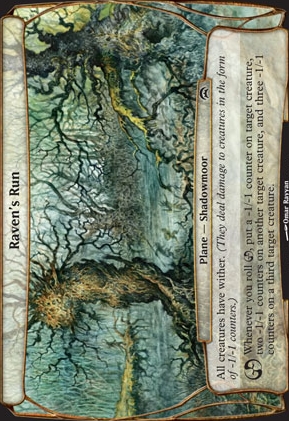 Raven's Run
Plane — Shadowmoor
All creatures have wither. (They deal damage to creatures in the form
of -1/-1 counters.)
Whenever you roll , put a -1/-1 counter on target creature,
two -1/-1 counters on another target creature, and three -1/-1
counters on a third target creature.
Omar Rayyan